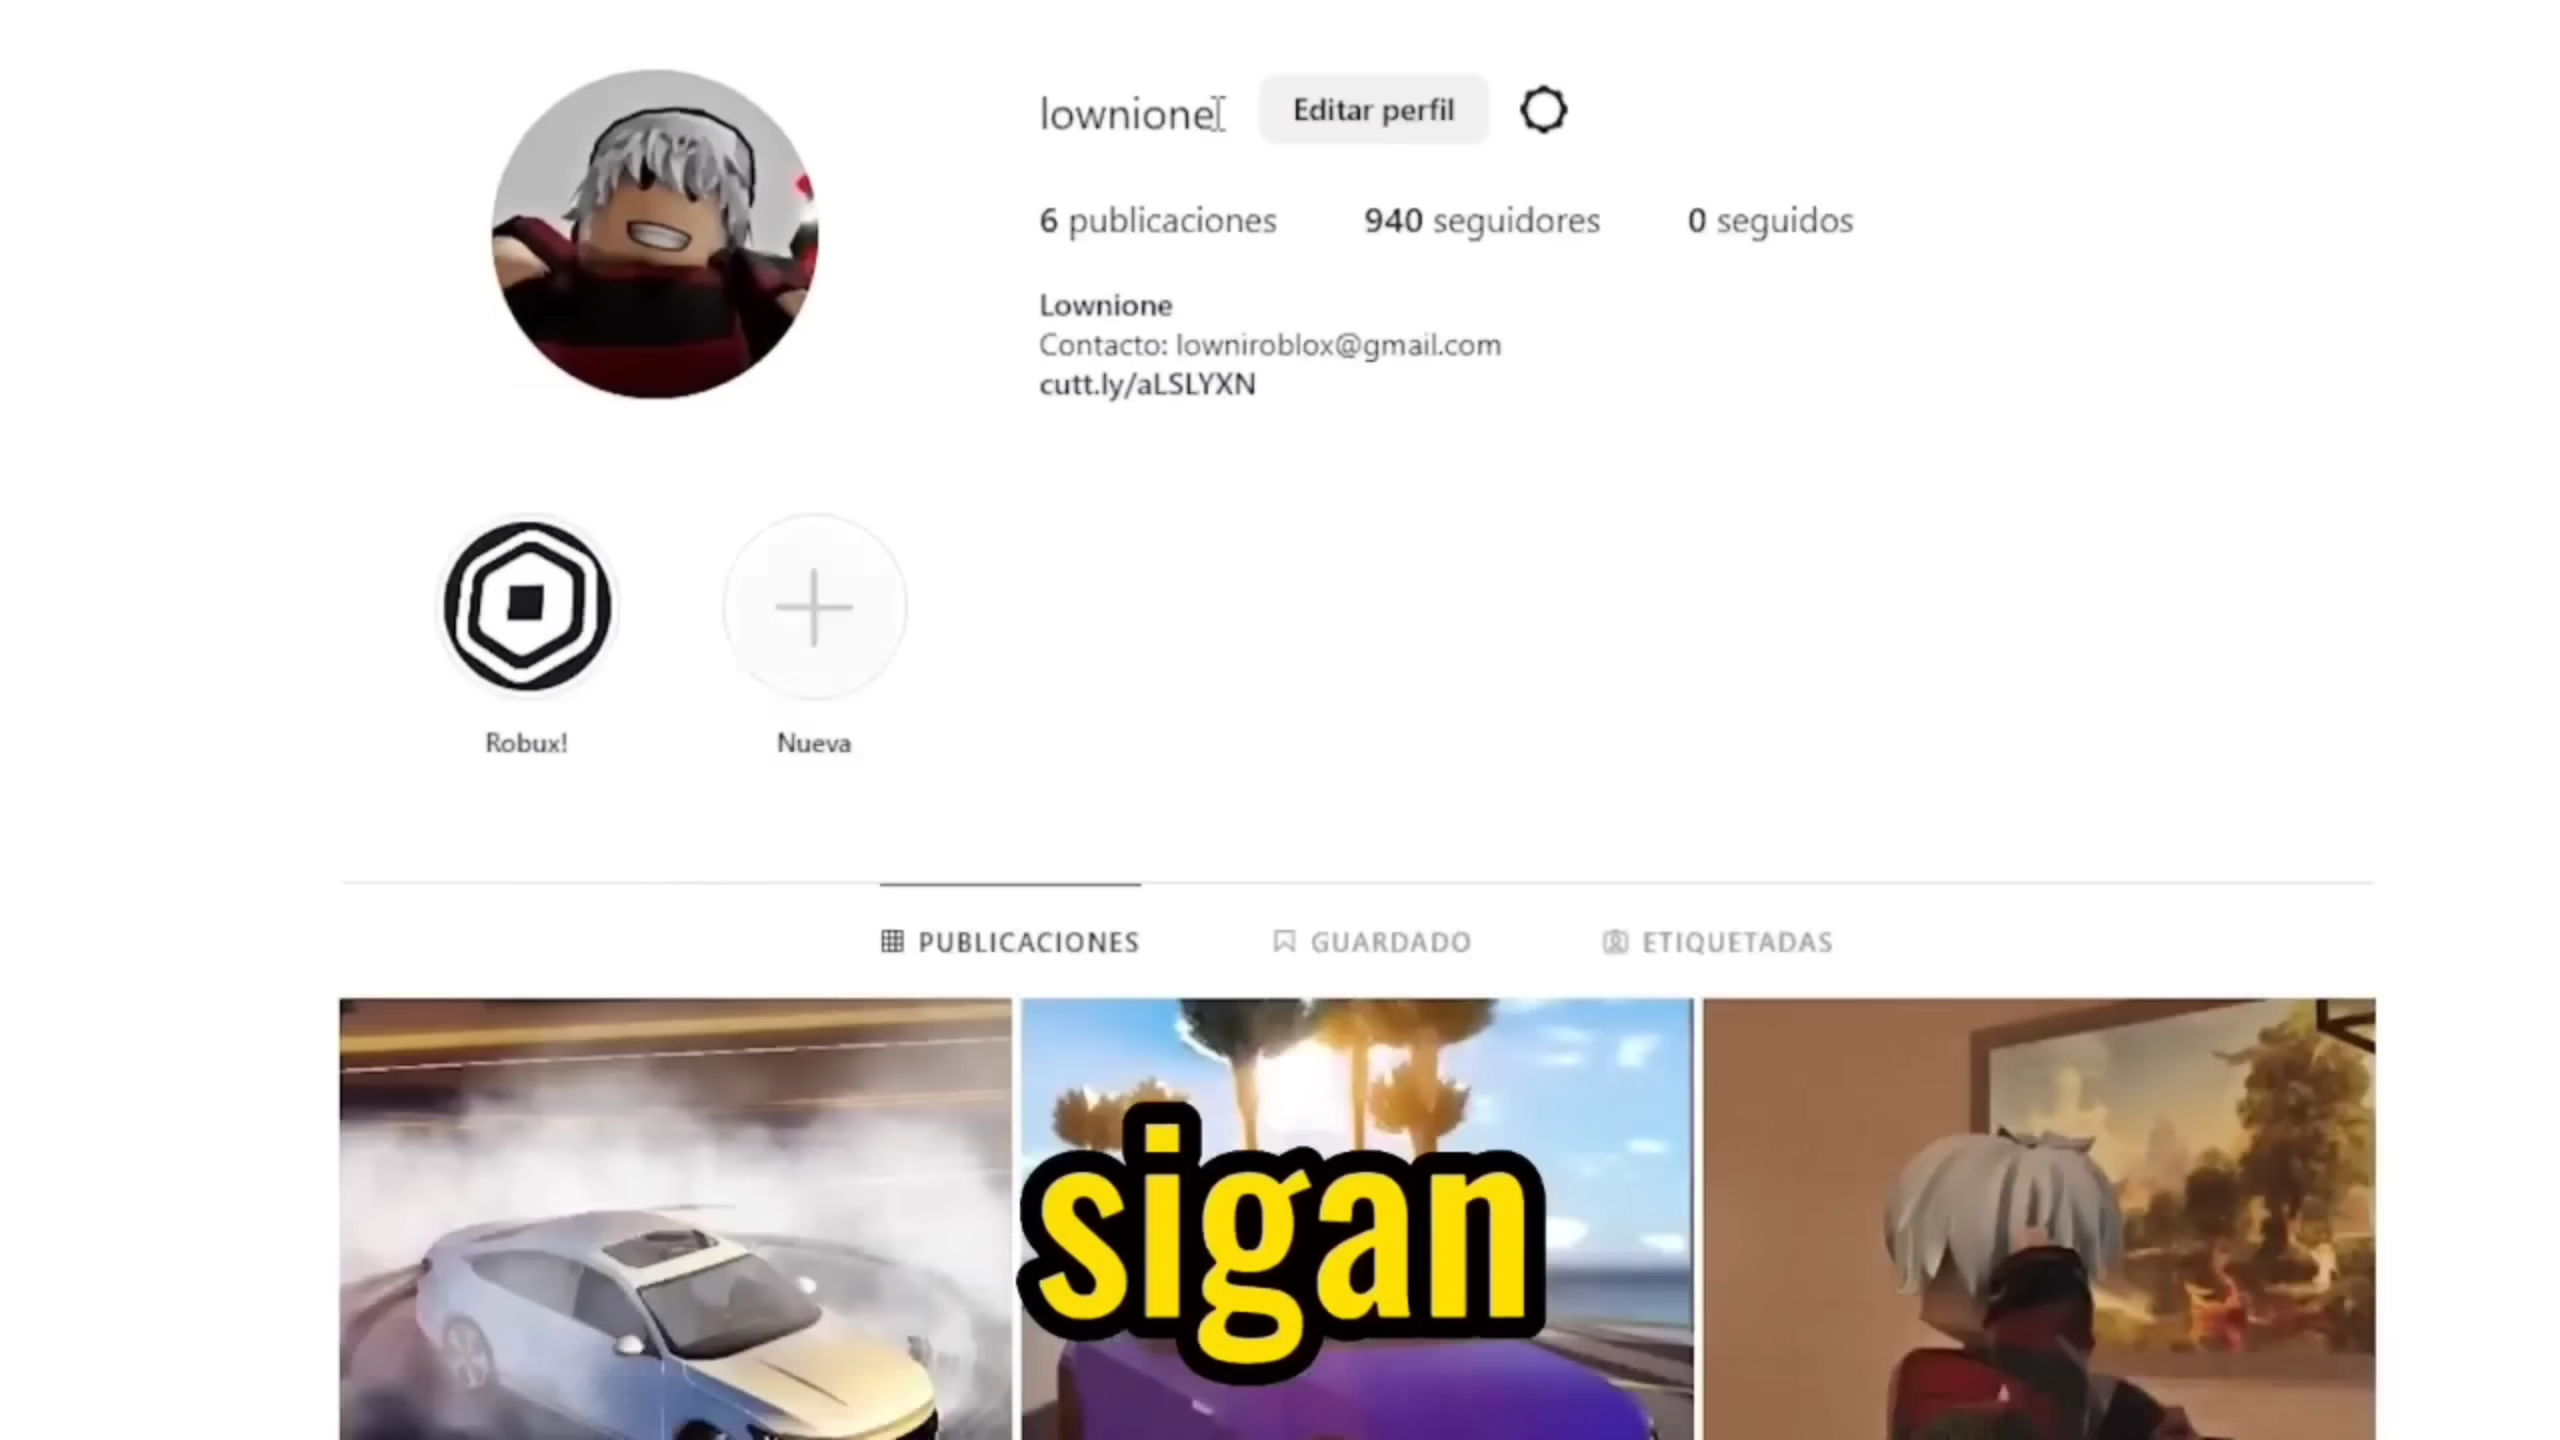 lownione
Editar perfil
6 publicaciones
940 seguidores
0 seguidos
Lownione
Contacto: lowniroblox@gmail.com
cutt.ly/aLSLYXN
Robux!
Nueva
PUBLICACIONES
GUARDADO
ETIQUETADAS
sigan